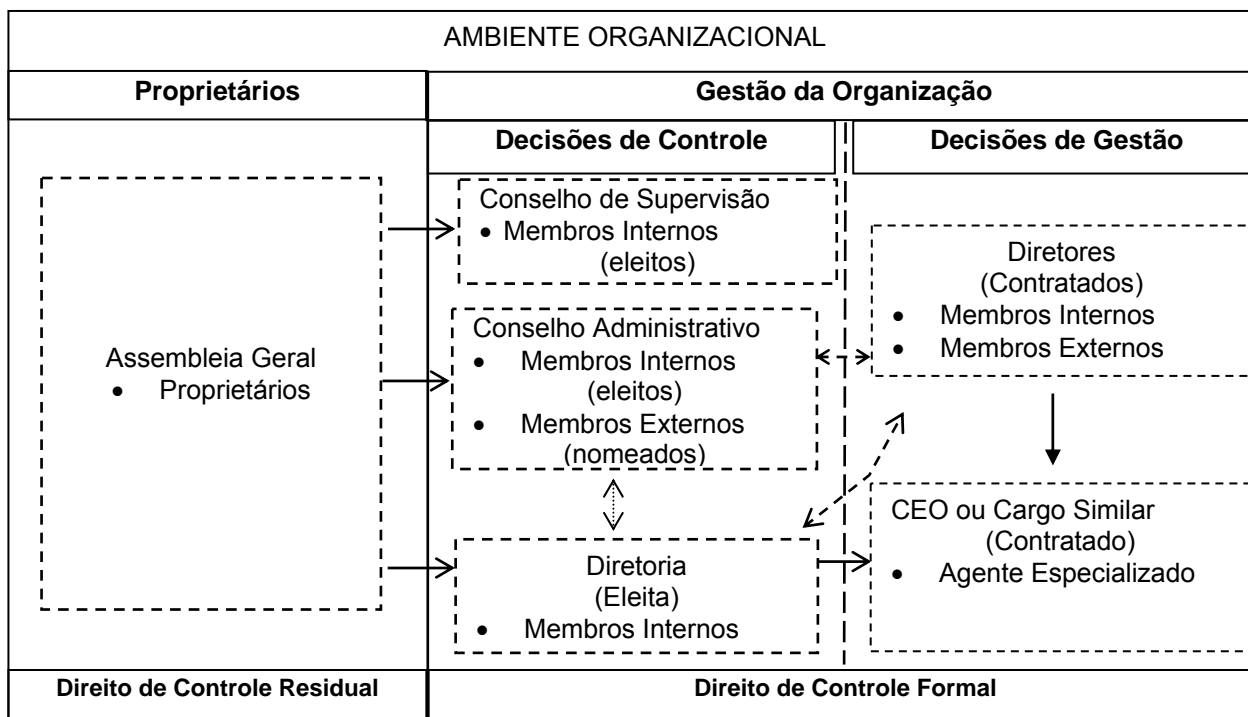 AMBIENTE ORGANIZACIONAL
Proprietários
Gestão da Organização
Decisões de Controle
Decisões de Gestão
Assembleia Geral
• Proprietários
Conselho de Supervisão
• Membros Internos
(eleitos)
Conselho Administrativo
• Membros Internos
(eleitos)
• Membros Externos
(nomeados)
Diretoria
(Eleita)
• Membros Internos
Diretores
(Contratados)
• Membros Internos
• Membros Externos
CEO ou Cargo Similar
(Contratado)
• Agente Especializado
Direito de Controle Residual
Direito de Controle Formal